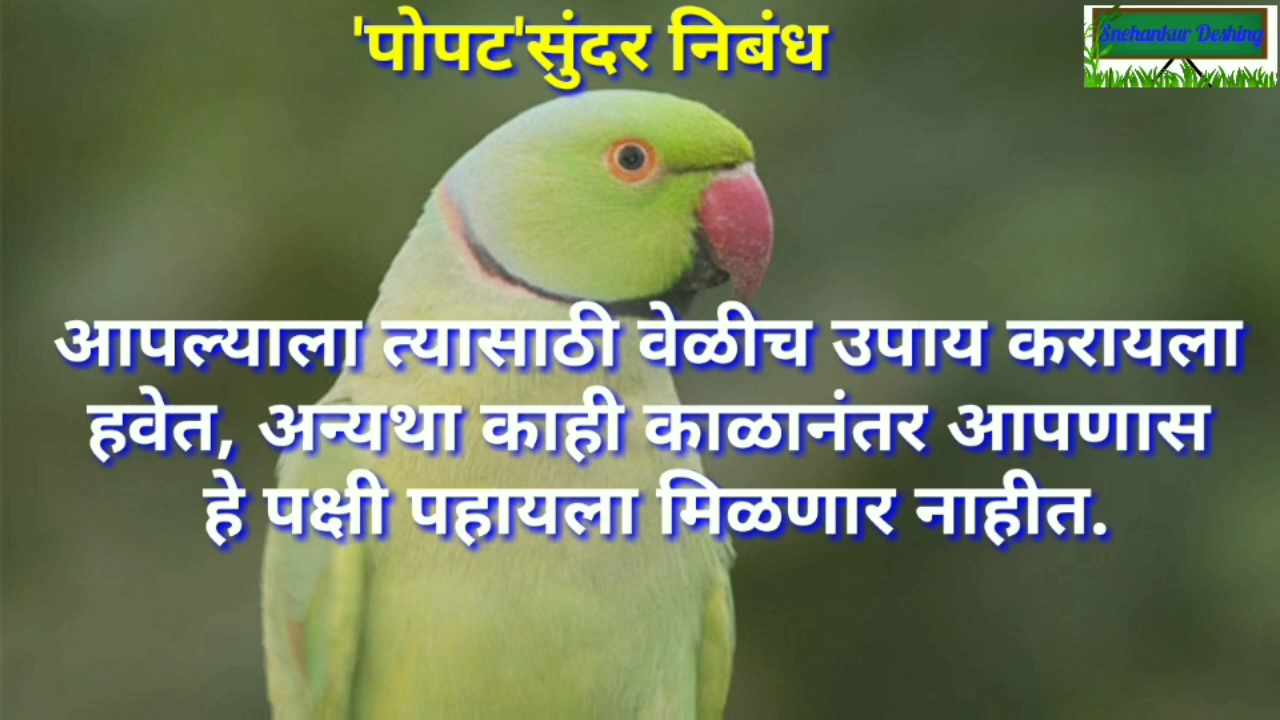 'पोपट'सुंदर निबंध
Snehankur Deshing
आपल्याला त्यासाठी वेळीच उपाय करायला
हवेत, अन्यथा काही काळानंतर आपणास
हे पक्षी पहायला मिळणार नाहीत.